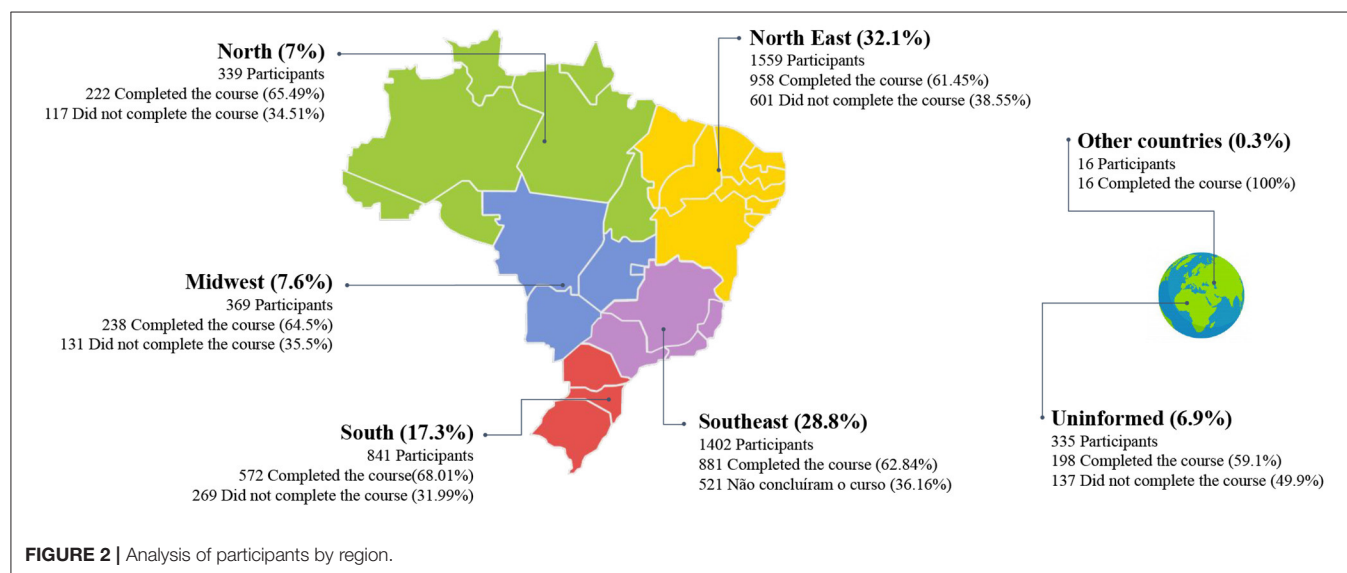 North (7%)
339 Participants
222 Completed the course (65.49%)
117 Did not complete the course (34.51%)
North East (32.1%)
1559 Participants
958 Completed the course (61.45%)
601 Did not complete the course (38.55%)
Other countries (0.3%)
16 Participants
16 Completed the course (100%)
Midwest (7.6%)
369 Participants
238 Completed the course (64.5%)
131 Did not complete the course (35.5%)
South (17.3%)
841 Participants
572 Completed the course(68.01%)
269 Did not complete the course (31.99%)
Southeast (28.8%)
1402 Participants
881 Completed the course (62.84%)
521 Não concluíram o curso (36.16%)
Uninformed (6.9%)
335 Participants
198 Completed the course (59.1%)
137 Did not complete the course (49.9%)
FIGURE 2 | Analysis of participants by region.